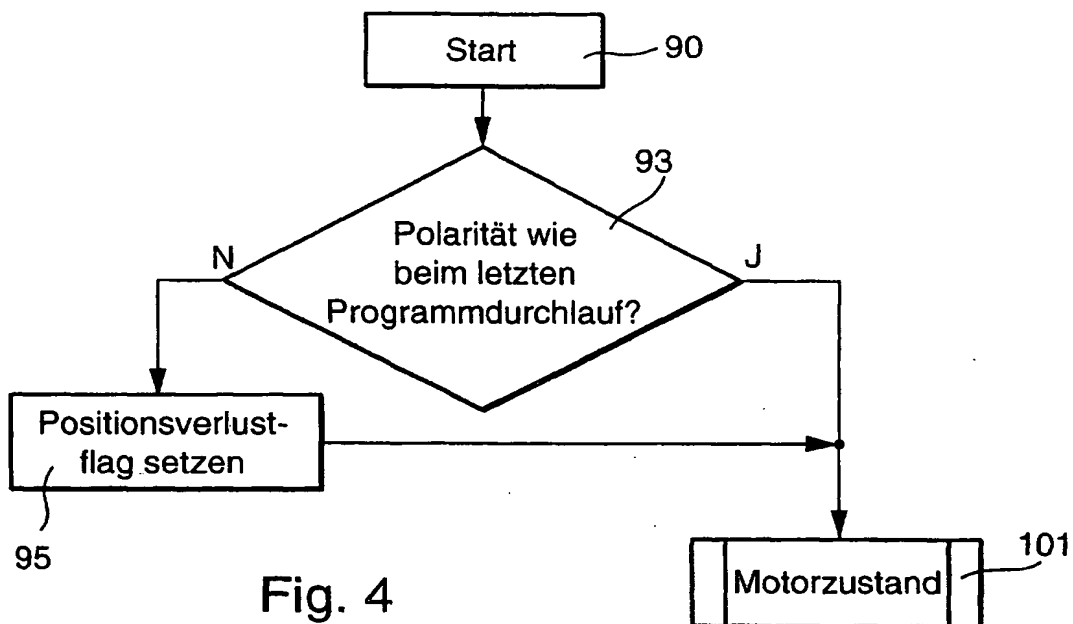 Start
90
93
Polarität wie
beim letzten
Programmdurchlauf?
N
J
Positionsverlust-
flag setzen
95
Motorzustand
101
Fig. 4